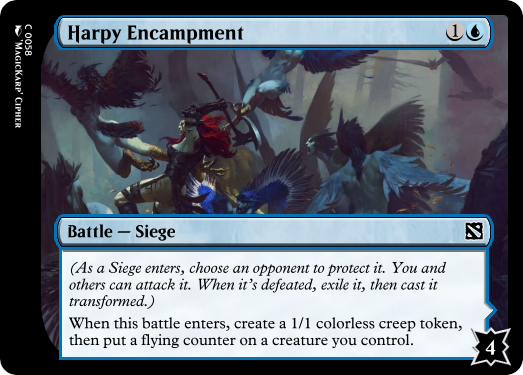 Harpy Encampment
1
C 0058
MagicKarp' Cipher
Battle — Siege
(As a Siege enters, choose an opponent to protect it. You and
others can attack it. When it's defeated, exile it, then cast it
transformed.)
When this battle enters, create a 1/1 colorless creep token,
then put a flying counter on a creature you control.
4